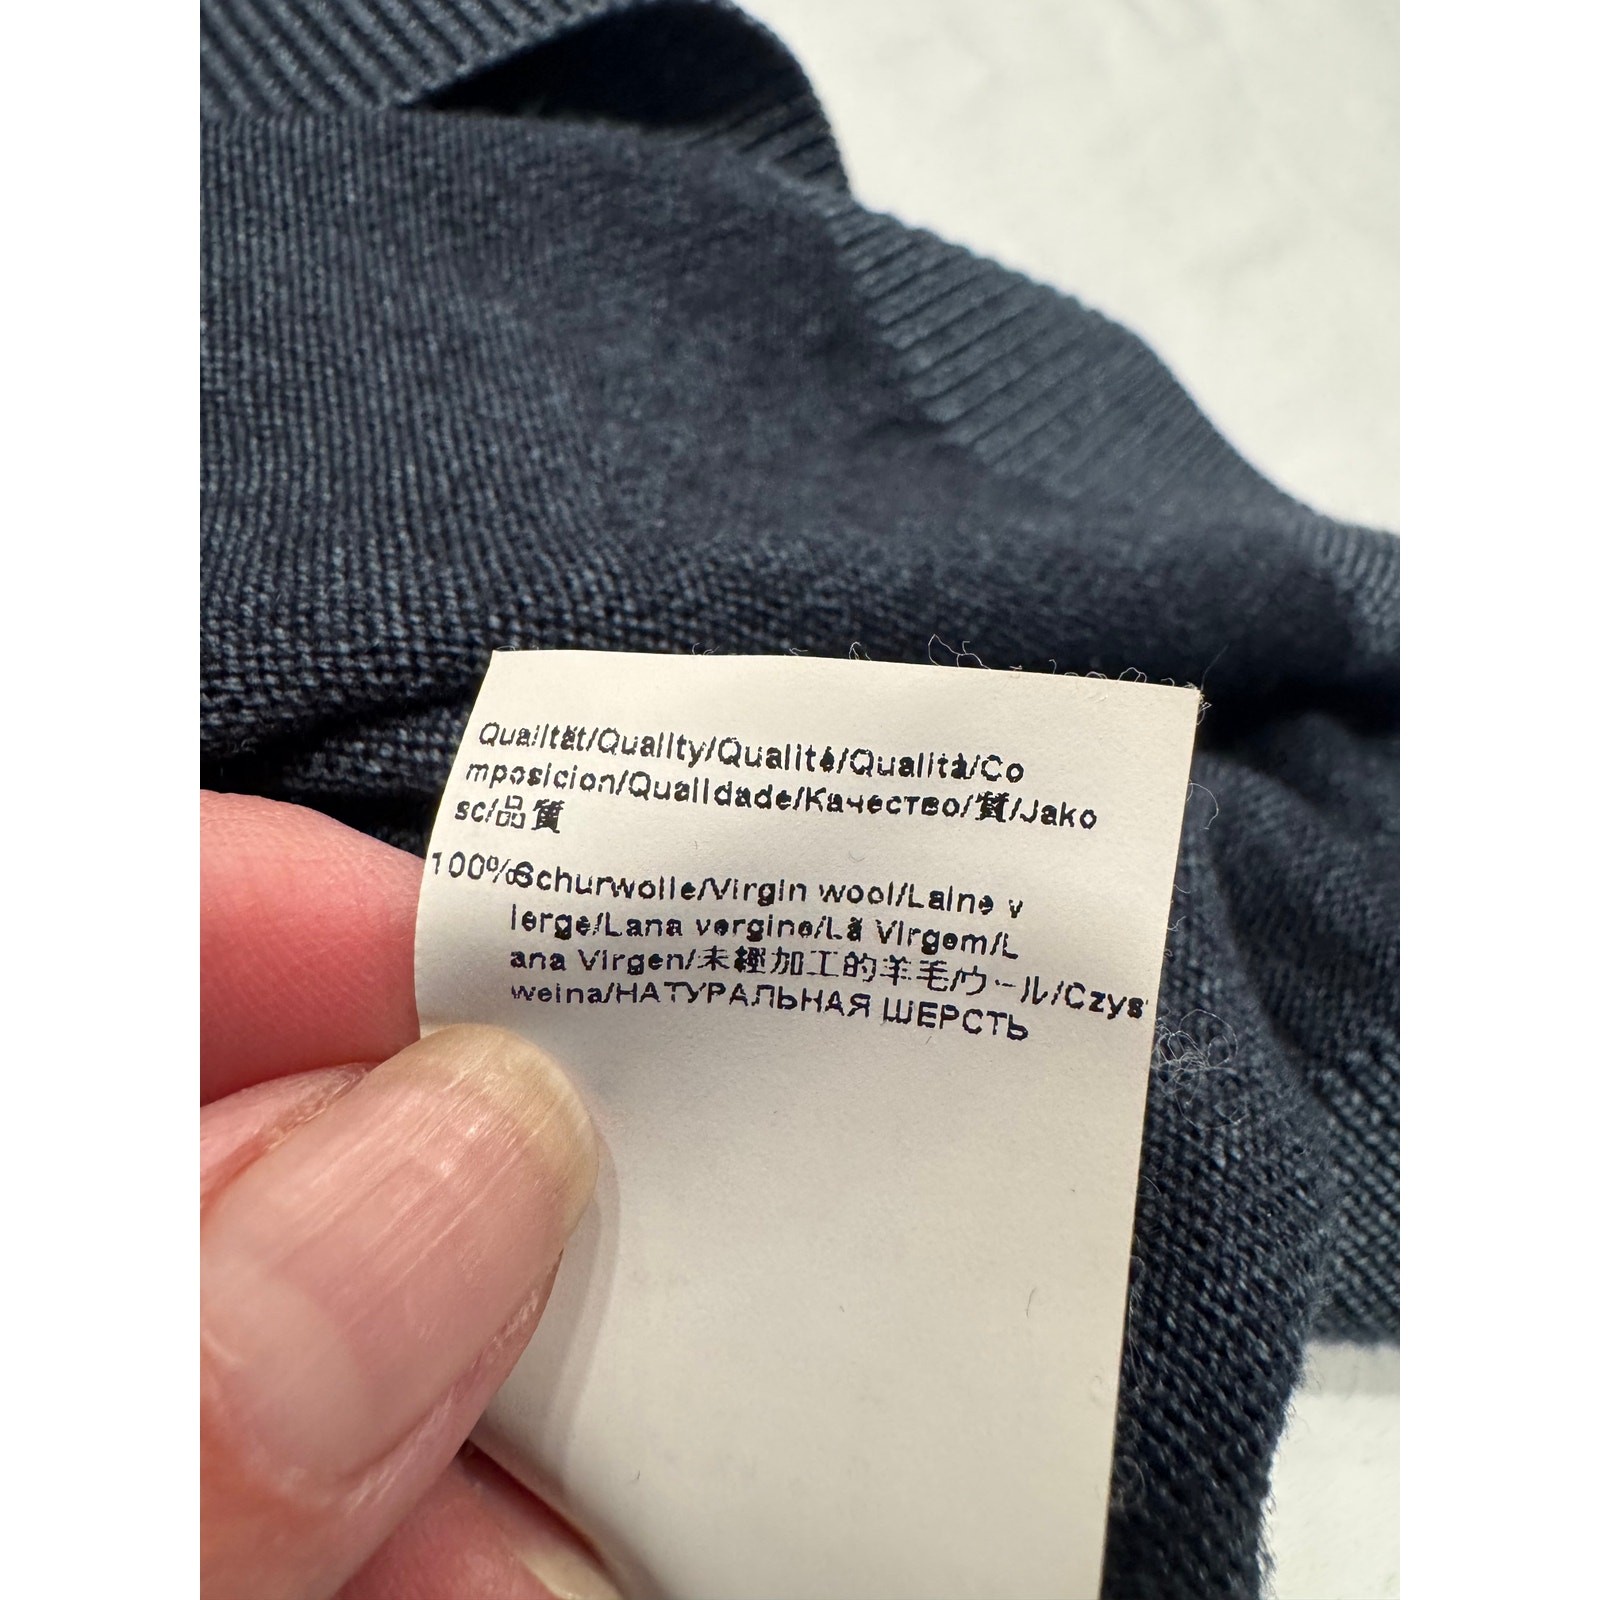 Qualität/Quality/Qualité/Qualità/Co
mposicion/Qualidade/Качество/質/Jako
sc/品質
100%Schurwolle/Virgin wool/Laine v
ierge/Lana vergine/Lã Virgem/L
ana Virgen/未經加工的羊毛/ウール/Czys
weina/НАТУРАЛЬНАЯ ШЕРСТЬ